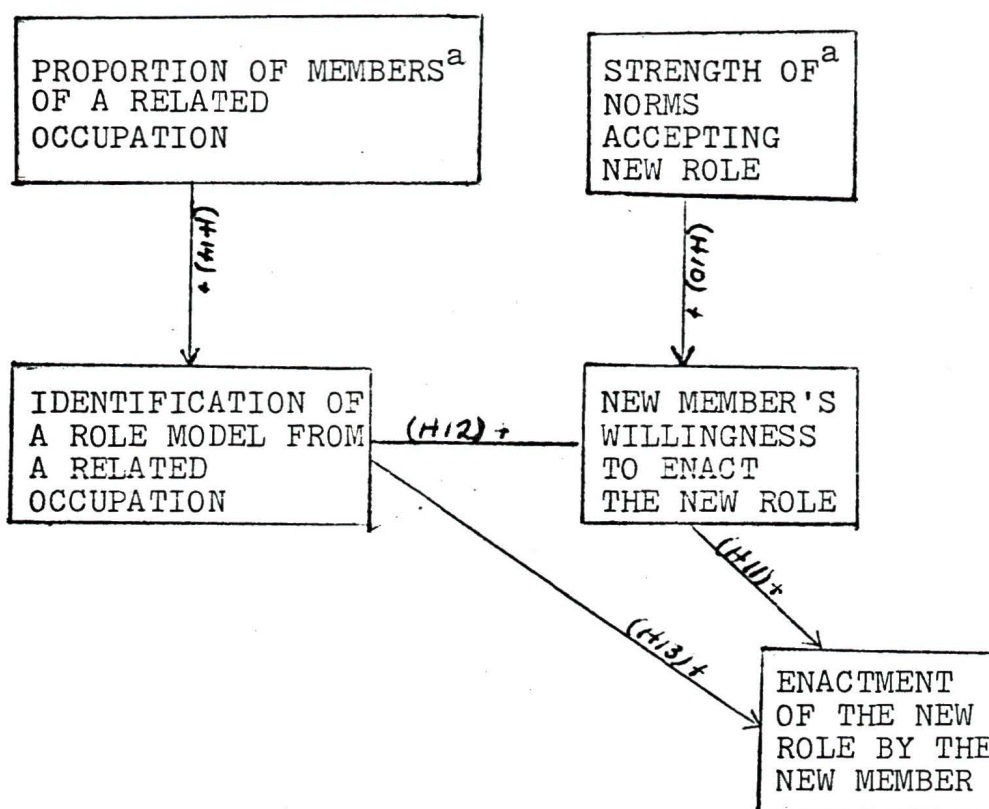 PROPORTION OF MEMBERSᵃ
OF A RELATED
OCCUPATION
STRENGTH OFᵃ
NORMS
ACCEPTING
NEW ROLE
(H14) +
(H10) +
IDENTIFICATION OF
A ROLE MODEL FROM
A RELATED
OCCUPATION
(H12) +
NEW MEMBER'S
WILLINGNESS
TO ENACT
THE NEW ROLE
(H11)+
(H13)+
ENACTMENT
OF THE NEW
ROLE BY THE
NEW MEMBER